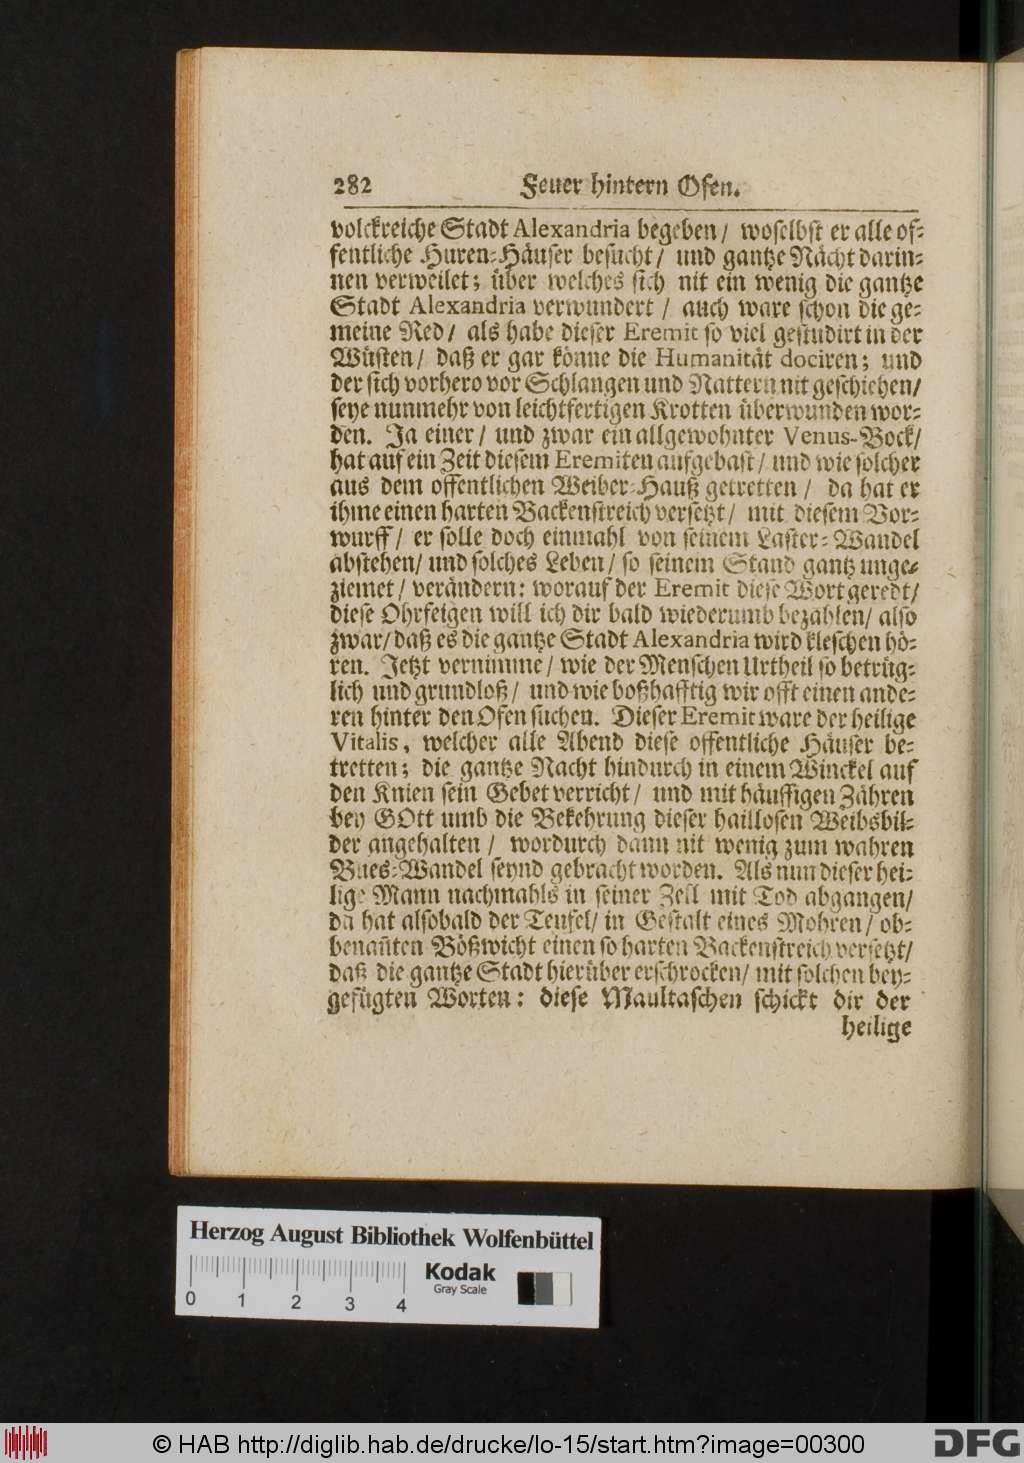 282 Feuer hintern Ofen.
volckreiche Stadt Alexandria begeben / woselbst er alle of-
fentliche Huren-Häuser besucht / und gantze Nächt darin-
nen verweilet; über welches sich nit ein wenig die gantze
Stadt Alexandria verwundert / auch ware schon die ge-
meine Red / als habe dieser Eremit so viel gestudirt in der
Wüsten / daß er gar könne die Humanität dociren; und
der sich vorhero vor Schlangen und Nattern nit geschiehen /
seye nunmehr von leichtfertigen Krotten überwunden wor-
den. Ja einer / und zwar ein allgewohnter Venus-Bock /
hat auf ein Zeit diesem Eremiten aufgebast / und wie solcher
aus dem offentlichen Weiber-Hauß getretten / da hat er
ihme einen harten Backenstreich versetzt / mit diesem Vor-
wurff / er solle doch einmahl von seinem Laster-Wandel
abstehen / und solches Leben / so seinem Stand gantz unge-
ziemet / verändern: worauf der Eremit diese Wort geredt /
diese Ohrfeigen will ich dir bald wiederumb bezahlen / also
zwar / daß es die gantze Stadt Alexandria wird kleschen hö-
ren. Jetzt vernimme / wie der Menschen Urtheil so betrüg-
lich und grundloß / und wie boßhafftig wir offt einen ande-
ren hinter den Ofen suchen. Dieser Eremit ware der heilige
Vitalis, welcher alle Abend diese offentliche Häuser be-
tretten; die gantze Nacht hindurch in einem Winckel auf
den Knien sein Gebet verricht / und mit häuffigen Zähren
bey GOtt umb die Bekehrung dieser haillosen Weibsbil-
der angehalten / wordurch dann nit wenig zum wahren
Bues-Wandel seynd gebracht worden. Als nun dieser hei-
lige Mann nachmahls in seiner Zell mit Tod abgangen /
da hat alsobald der Teufel / in Gestalt eines Mohren / ob-
benañten Bößwicht einen so harten Backenstreich versetzt /
daß die gantze Stadt hierüber erschrocken / mit solchen bey-
gefügten Worten: diese Maultaschen schickt dir der
heilige
Herzog August Bibliothek Wolfenbüttel
0 1 2 3 4
Kodak
Gray Scale
© HAB http://diglib.hab.de/drucke/lo-15/start.htm?image=00300
DFG